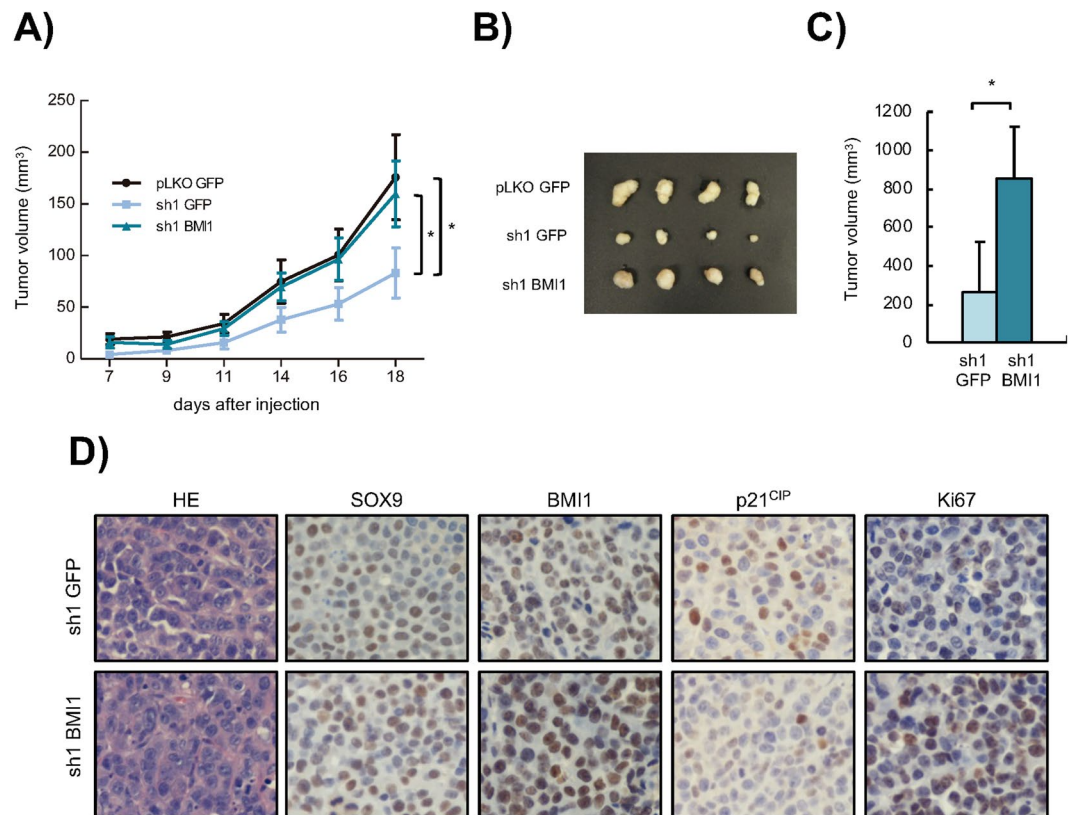 A)
B)
C)
Tumor volume (mm³)
250
200
150
100
50
0
pLKO GFP
sh1 GFP
sh1 BMI1
*
*
7 9 11 14 16 18
days after injection
pLKO GFP
sh1 GFP
sh1 BMI1
Tumor volume (mm³)
1200
1000
800
600
400
200
0
*
sh1 GFP
sh1 BMI1
D)
HE SOX9 BMI1 p21ᶜᴵᴾ Ki67
sh1 GFP
sh1 BMI1